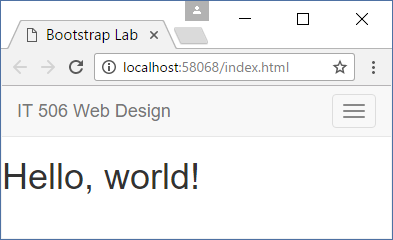 Bootstrap Lab
localhost:58068/index.html
IT 506 Web Design
Hello, world!